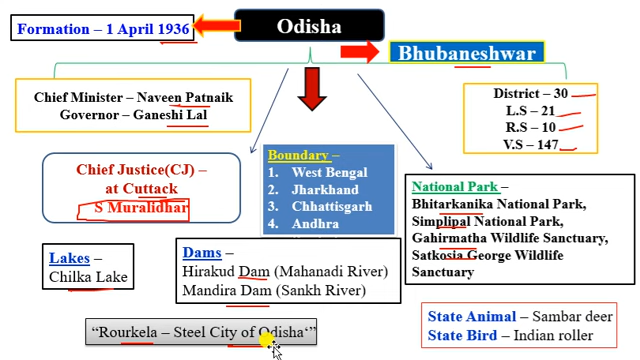 Formation – 1 April 1936
Odisha
Bhubaneshwar
Chief Minister – Naveen Patnaik
Governor – Ganeshi Lal
District – 30
L.S – 21
R.S – 10
V.S – 147
Chief Justice(CJ) –
at Cuttack
S Muralidhar
Boundary –
1. West Bengal
2. Jharkhand
3. Chhattisgarh
4. Andhra
National Park –
Bhitarkanika National Park,
Simplipal National Park,
Gahirmatha Wildlife Sanctuary,
Satkosia George Wildlife
Sanctuary
Lakes –
Chilka Lake
Dams –
Hirakud Dam (Mahanadi River)
Mandira Dam (Sankh River)
"Rourkela – Steel City of Odisha'"
State Animal – Sambar deer
State Bird – Indian roller